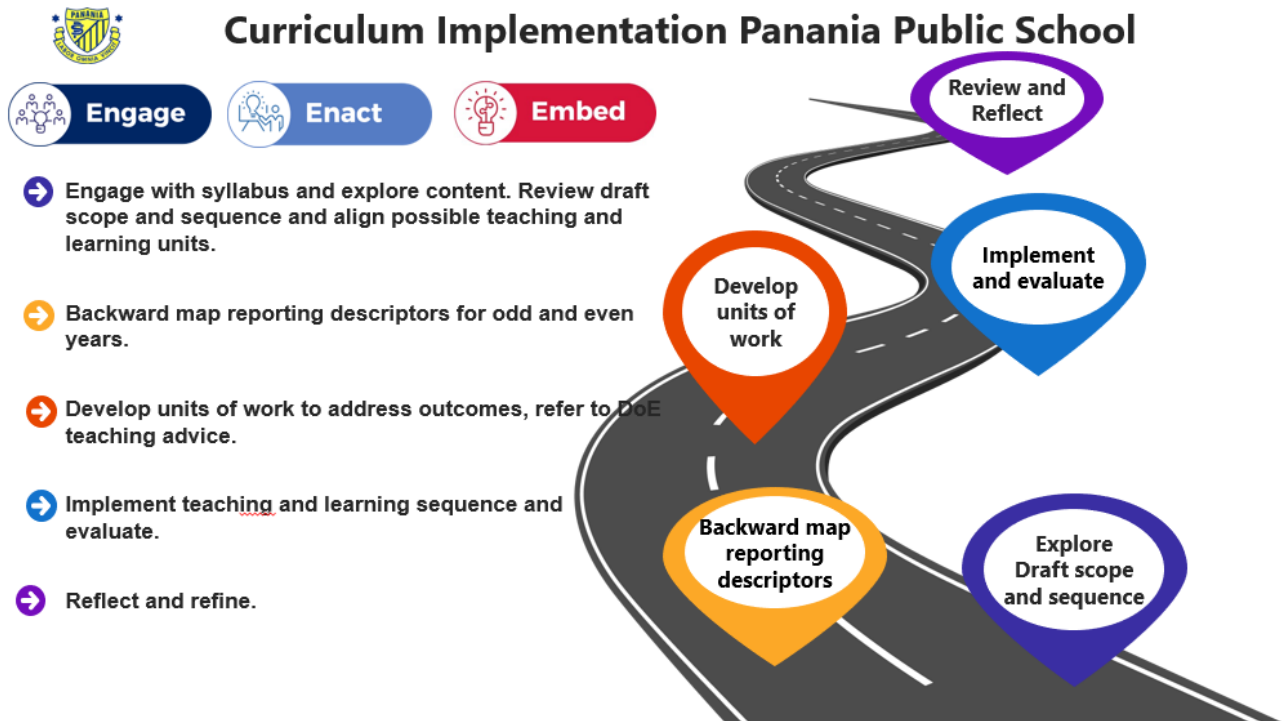 Curriculum Implementation Panania Public School
PANANIA
LABOR OMNIA VINCIT
Engage
Enact
Embed
Engage with syllabus and explore content. Review draft
scope and sequence and align possible teaching and
learning units.
Backward map reporting descriptors for odd and even
years.
Develop units of work to address outcomes, refer to DoE
teaching advice.
Implement teaching and learning sequence and
evaluate.
Reflect and refine.
Review and
Reflect
Implement
and evaluate
Develop
units of
work
Backward map
reporting
descriptors
Explore
Draft scope
and sequence